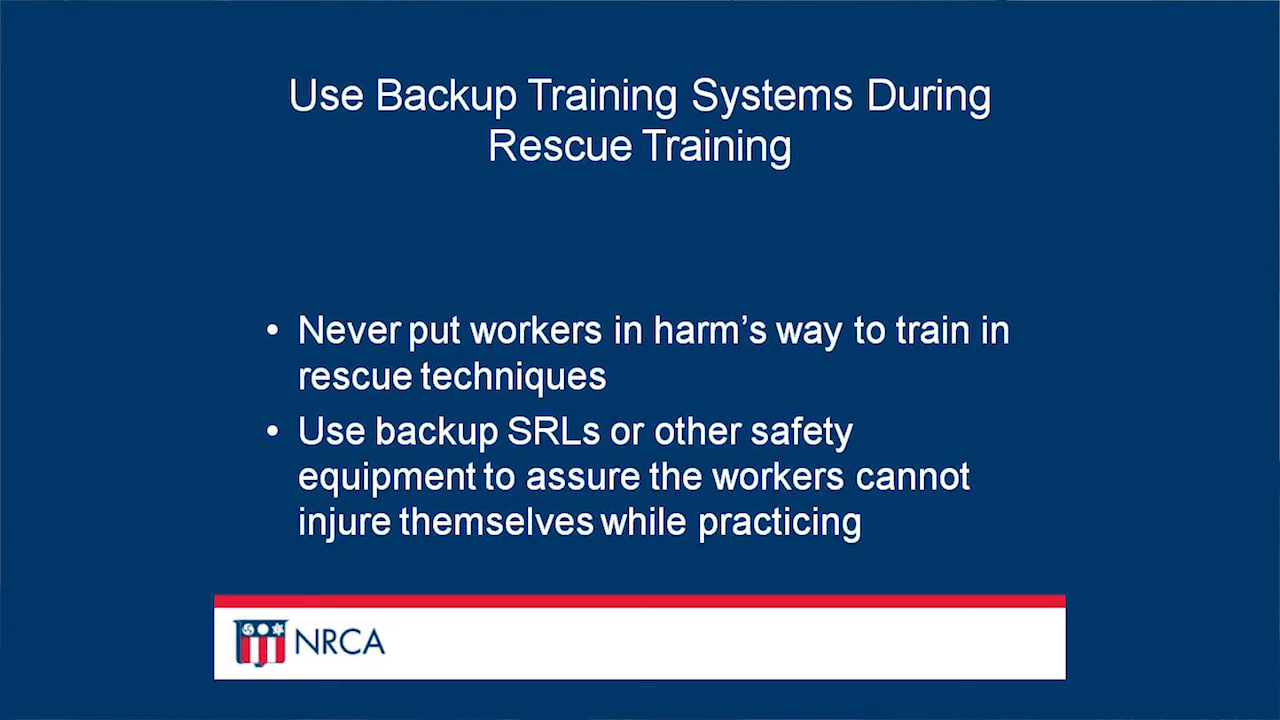 Use Backup Training Systems During
Rescue Training
• Never put workers in harm’s way to train in
rescue techniques
• Use backup SRLs or other safety
equipment to assure the workers cannot
injure themselves while practicing
NRCA